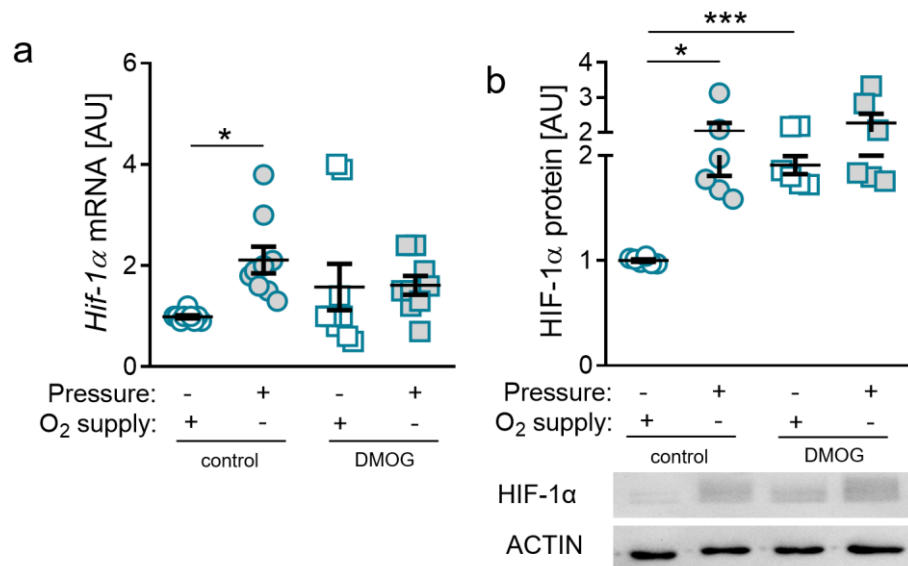 a
Hif-1α mRNA [AU]
6
4
2
0
*
Pressure: - + - +
O₂ supply: + - + -
control DMOG
b
HIF-1α protein [AU]
4
3
2
2
1
0
***
*
Pressure: - + - +
O₂ supply: + - + -
control DMOG
HIF-1α
ACTIN